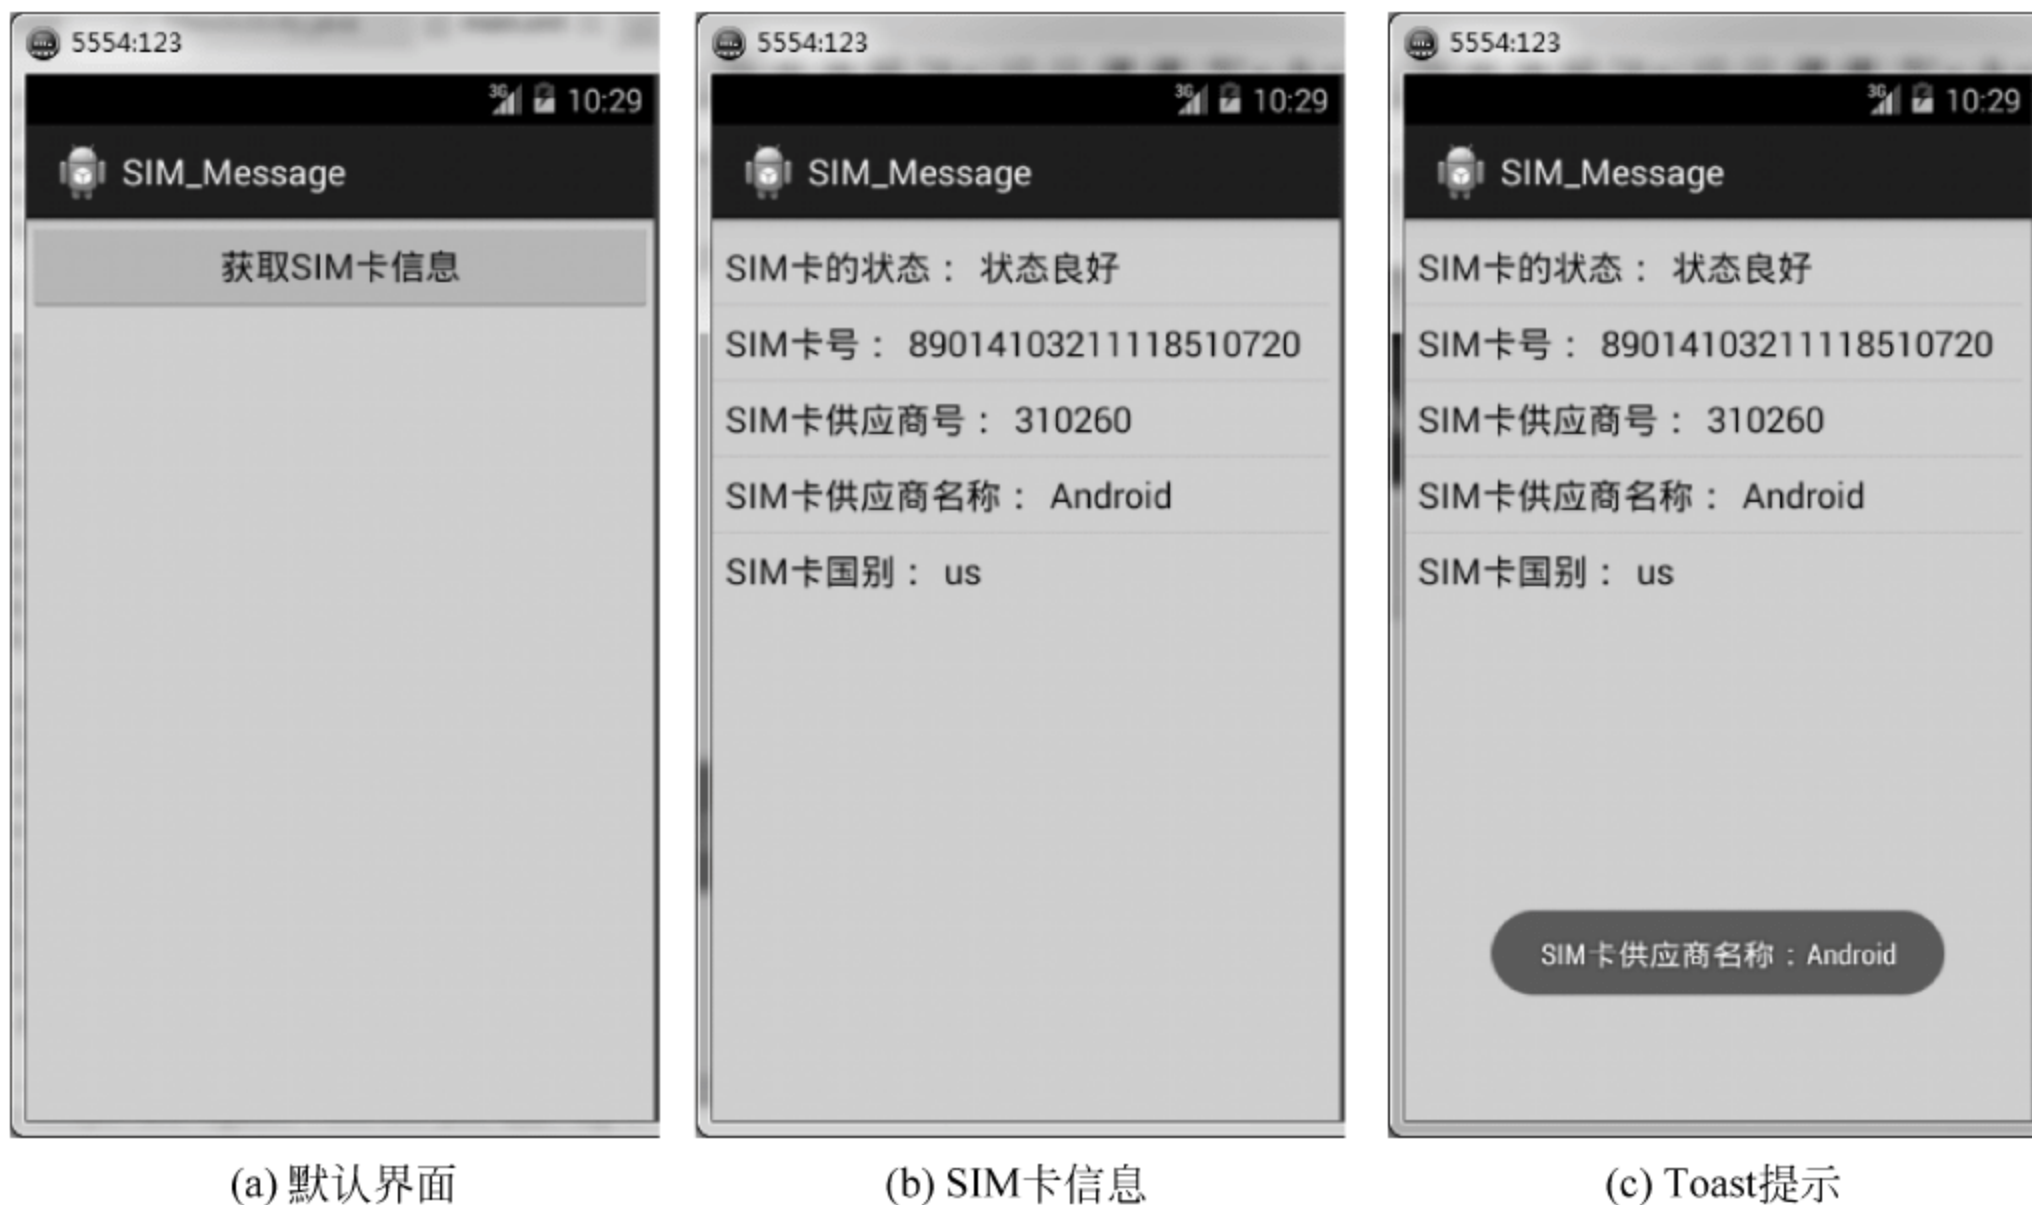 5554:123
3G 10:29
SIM_Message
获取SIM卡信息
(a) 默认界面
5554:123
3G 10:29
SIM_Message
SIM卡的状态： 状态良好
SIM卡号： 89014103211118510720
SIM卡供应商号： 310260
SIM卡供应商名称： Android
SIM卡国别： us
(b) SIM卡信息
5554:123
3G 10:29
SIM_Message
SIM卡的状态： 状态良好
SIM卡号： 89014103211118510720
SIM卡供应商号： 310260
SIM卡供应商名称： Android
SIM卡国别： us
SIM卡供应商名称：Android
(c) Toast提示